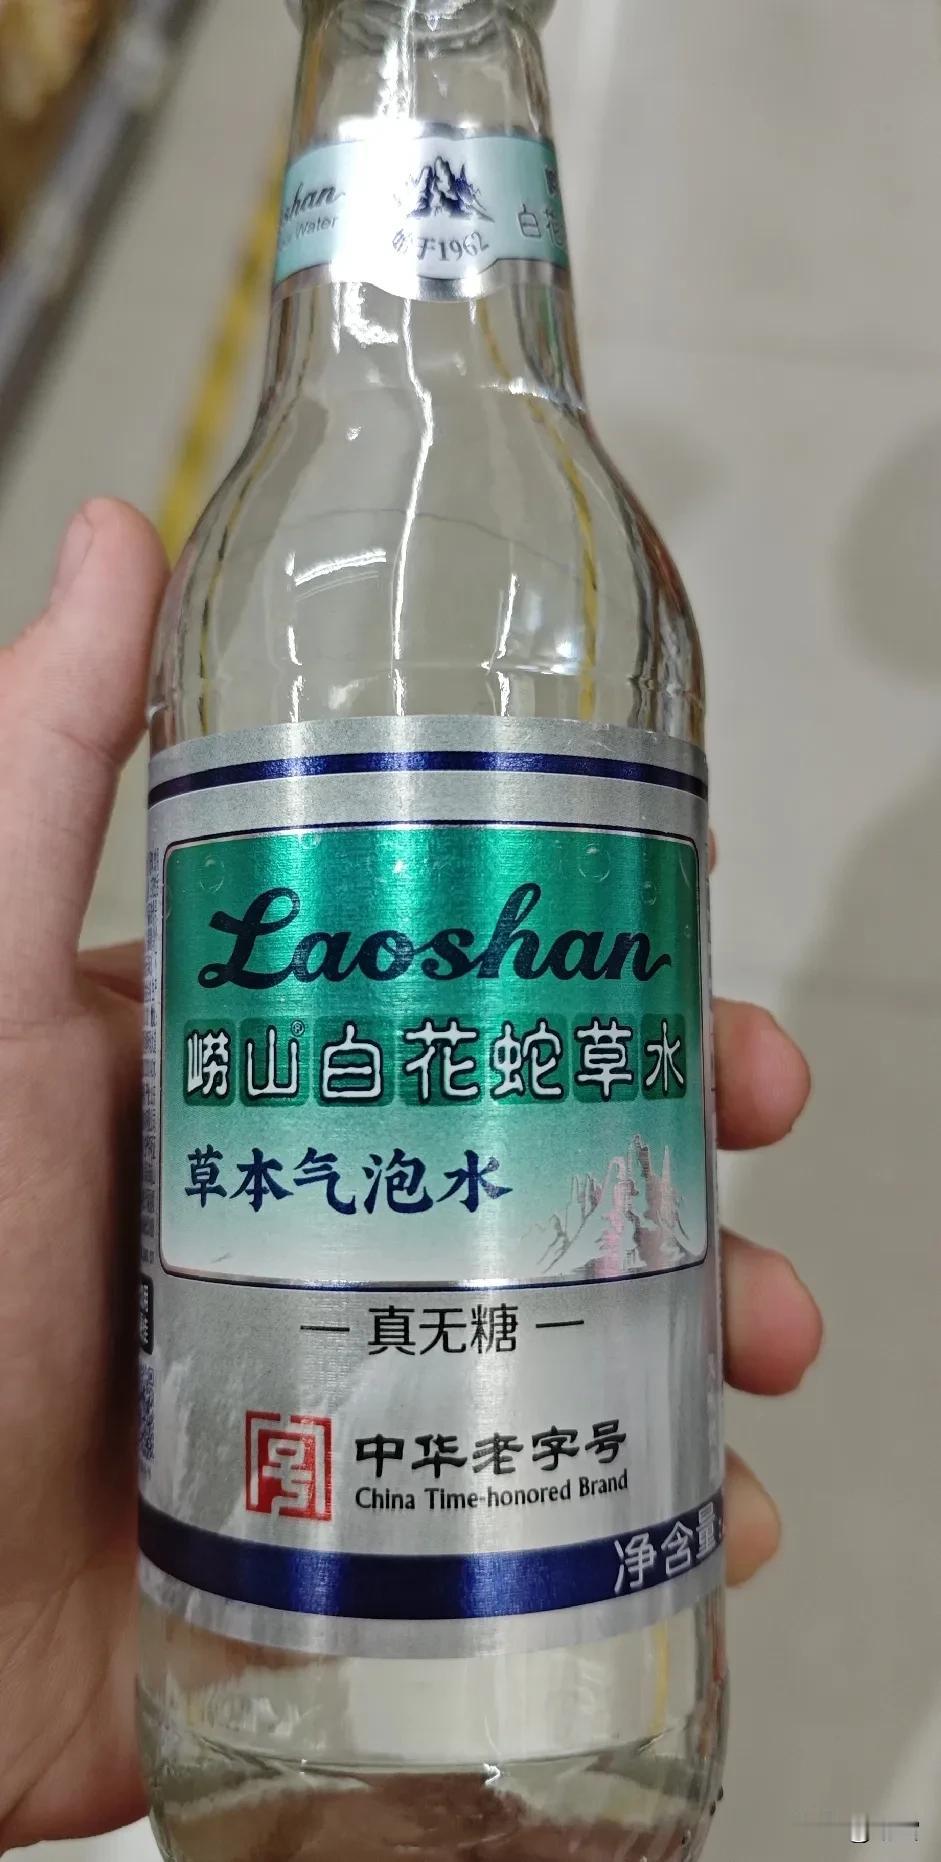 始于1962
Water
白花
Laoshan
崂山®白花蛇草水
草本气泡水
真无糖
中华老字号
China Time-honored Brand
净含量: